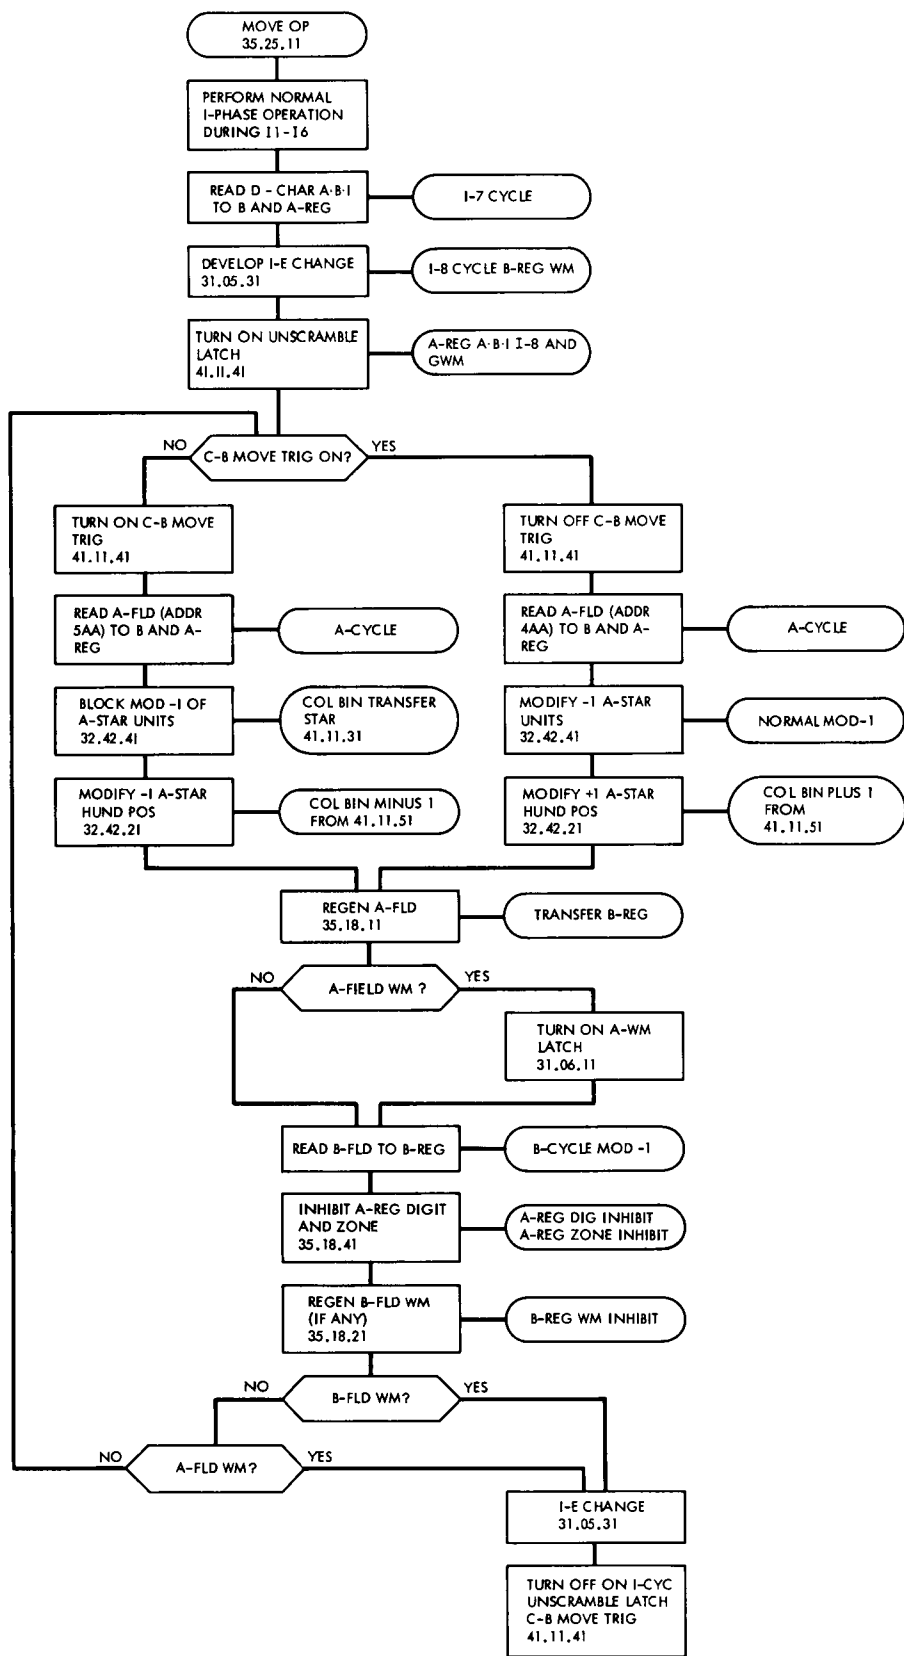 MOVE OP
35.25.11
PERFORM NORMAL
I-PHASE OPERATION
DURING I1-I6
READ D - CHAR A·B·I
TO B AND A-REG
I-7 CYCLE
DEVELOP I-E CHANGE
31.05.31
I-8 CYCLE B-REG WM
TURN ON UNSCRAMBLE
LATCH
41.11.41
A-REG A·B·I I-8 AND
GWM
NO
C-B MOVE TRIG ON?
YES
TURN ON C-B MOVE
TRIG
41.11.41
TURN OFF C-B MOVE
TRIG
41.11.41
READ A-FLD (ADDR
5AA) TO B AND A-
REG
A-CYCLE
READ A-FLD (ADDR
4AA) TO B AND A-
REG
A-CYCLE
BLOCK MOD -1 OF
A-STAR UNITS
32.42.41
COL BIN TRANSFER
STAR
41.11.31
MODIFY -1 A-STAR
UNITS
32.42.41
NORMAL MOD-1
MODIFY -1 A-STAR
HUND POS
32.42.21
COL BIN MINUS 1
FROM 41.11.51
MODIFY +1 A-STAR
HUND POS
32.42.21
COL BIN PLUS 1
FROM
41.11.51
REGEN A-FLD
35.18.11
TRANSFER B-REG
NO
A-FIELD WM ?
YES
TURN ON A-WM
LATCH
31.06.11
READ B-FLD TO B-REG
B-CYCLE MOD -1
INHIBIT A-REG DIGIT
AND ZONE
35.18.41
A-REG DIG INHIBIT
A-REG ZONE INHIBIT
REGEN B-FLD WM
(IF ANY)
35.18.21
B-REG WM INHIBIT
NO
B-FLD WM?
YES
NO
A-FLD WM?
YES
I-E CHANGE
31.05.31
TURN OFF ON I-CYC
UNSCRAMBLE LATCH
C-B MOVE TRIG
41.11.41